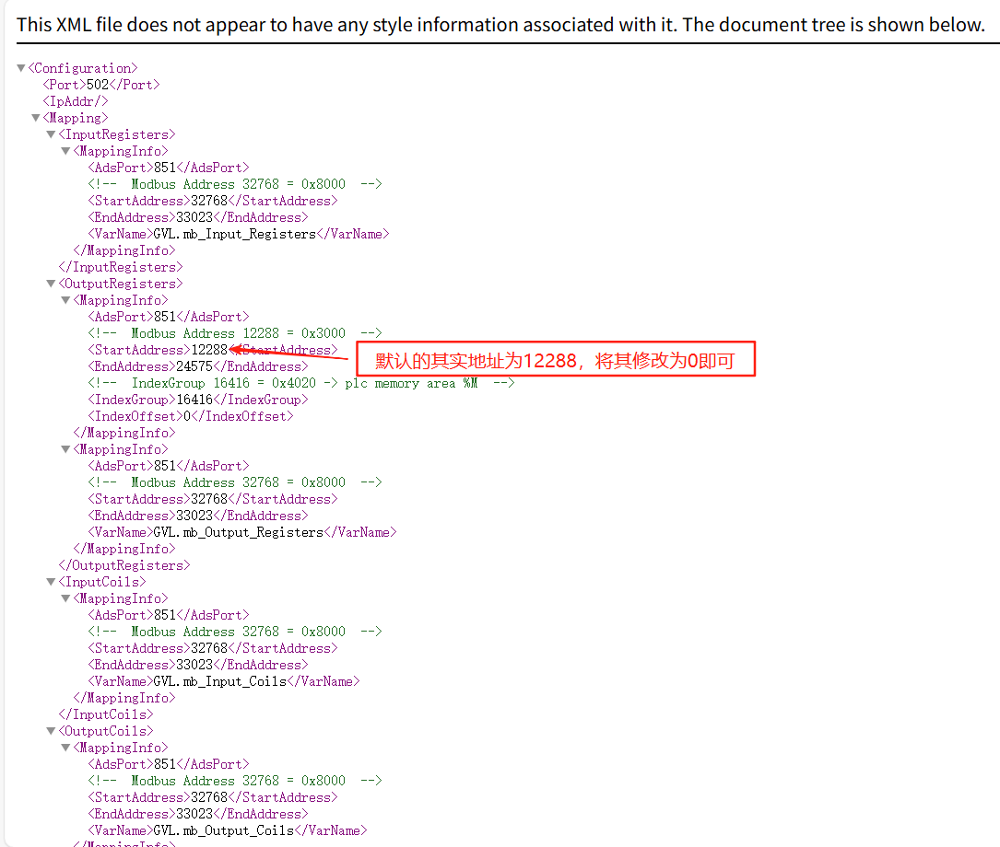 This XML file does not appear to have any style information associated with it. The document tree is shown below.
▼<Configuration>
<Port>502</Port>
<IpAddr/>
▼<Mapping>
▼<InputRegisters>
▼<MappingInfo>
<AdsPort>851</AdsPort>
<!-- Modbus Address 32768 = 0x8000 -->
<StartAddress>32768</StartAddress>
<EndAddress>33023</EndAddress>
<VarName>GVL.mb_Input_Registers</VarName>
</MappingInfo>
</InputRegisters>
▼<OutputRegisters>
▼<MappingInfo>
<AdsPort>851</AdsPort>
<!-- Modbus Address 12288 = 0x3000 -->
<StartAddress>12288</StartAddress>
默认的其实地址为12288，将其修改为0即可
<EndAddress>24575</EndAddress>
<!-- IndexGroup 16416 = 0x4020 -> plc memory area %M -->
<IndexGroup>16416</IndexGroup>
<IndexOffset>0</IndexOffset>
</MappingInfo>
▼<MappingInfo>
<AdsPort>851</AdsPort>
<!-- Modbus Address 32768 = 0x8000 -->
<StartAddress>32768</StartAddress>
<EndAddress>33023</EndAddress>
<VarName>GVL.mb_Output_Registers</VarName>
</MappingInfo>
</OutputRegisters>
▼<InputCoils>
▼<MappingInfo>
<AdsPort>851</AdsPort>
<!-- Modbus Address 32768 = 0x8000 -->
<StartAddress>32768</StartAddress>
<EndAddress>33023</EndAddress>
<VarName>GVL.mb_Input_Coils</VarName>
</MappingInfo>
</InputCoils>
▼<OutputCoils>
▼<MappingInfo>
<AdsPort>851</AdsPort>
<!-- Modbus Address 32768 = 0x8000 -->
<StartAddress>32768</StartAddress>
<EndAddress>33023</EndAddress>
<VarName>GVL.mb_Output_Coils</VarName>
</MappingInfo>